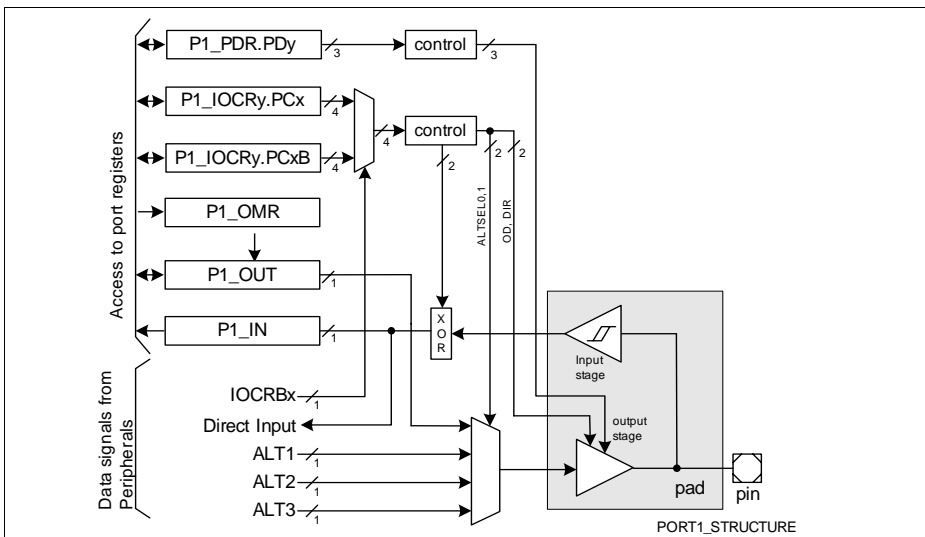 Access to port registers
P1_PDR.PDy
3
control
3
P1_IOCRy.PCx
4
4
control
2
2
2
P1_IOCRy.PCxB
4
P1_OMR
ALTSEL0,1
OD, DIR
P1_OUT
1
P1_IN
1
X
O
R
Input
stage
Data signals from
Peripherals
IOCRBx
1
Direct Input
output
stage
ALT1
1
ALT2
1
ALT3
1
pad
pin
PORT1_STRUCTURE